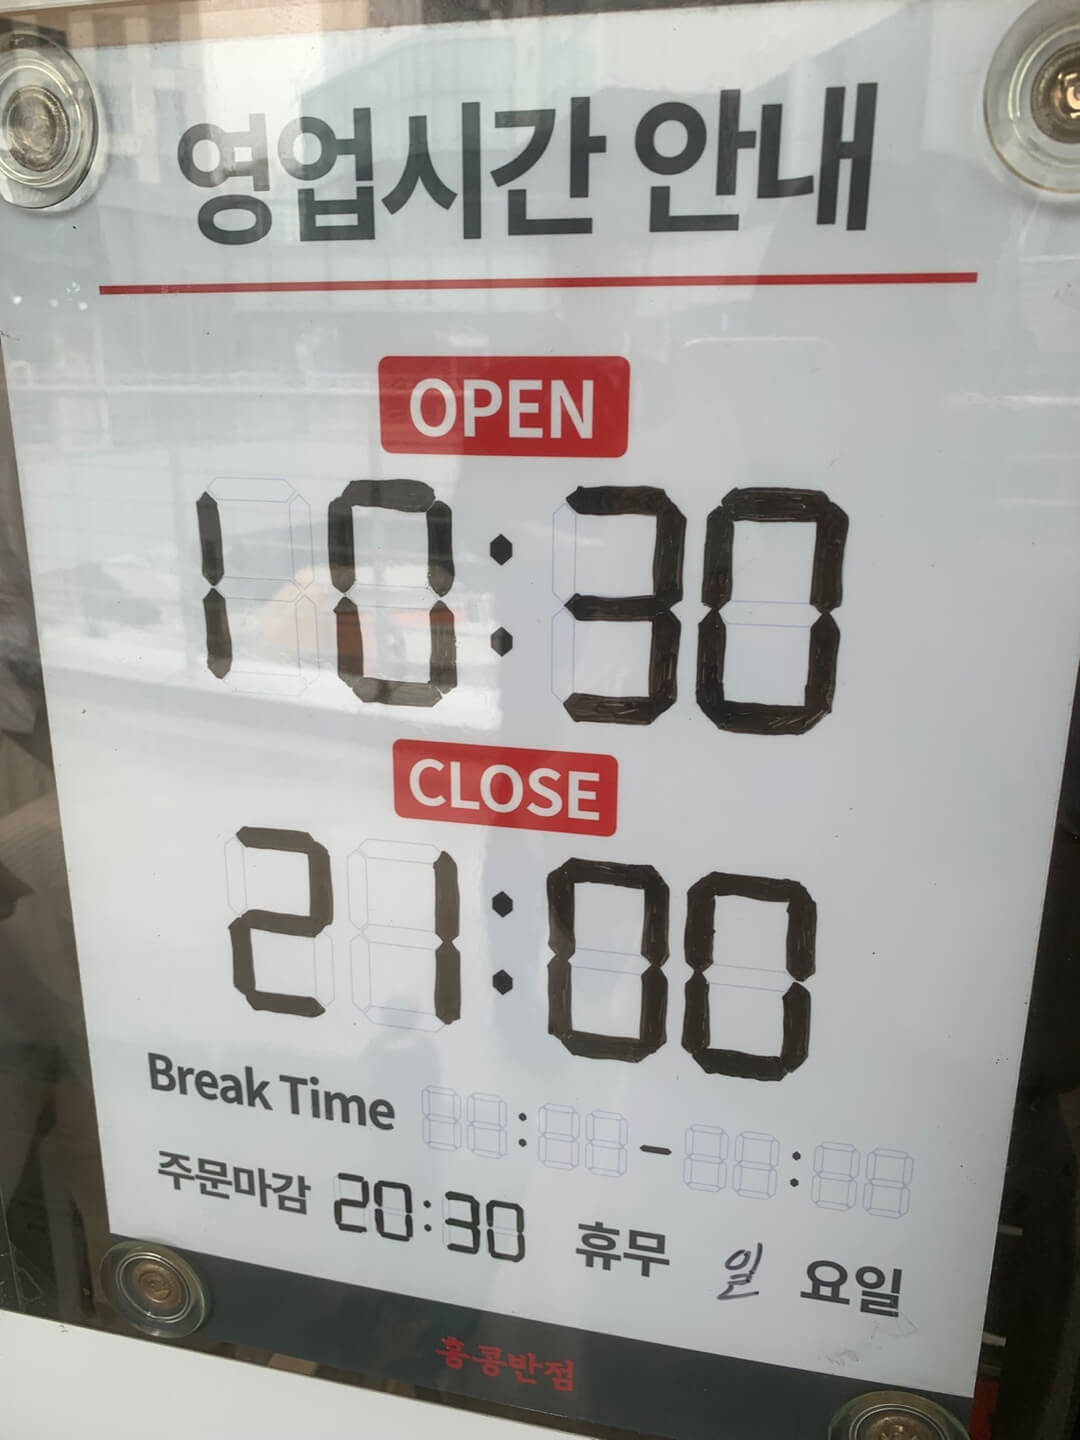 영업시간 안내
OPEN
10:30
CLOSE
21:00
Break Time : - :
주문마감 20:30 휴무 일 요일
홍콩반점